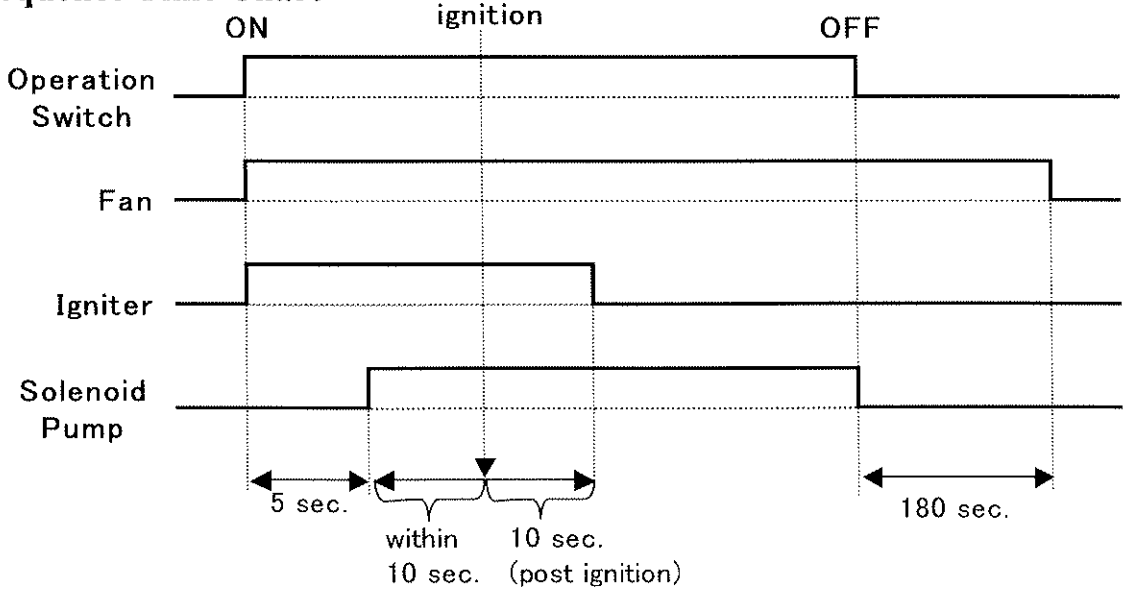 ignition
ON
OFF
Operation
Switch
Fan
Igniter
Solenoid
Pump
5 sec.
within
10 sec.
10 sec.
(post ignition)
180 sec.